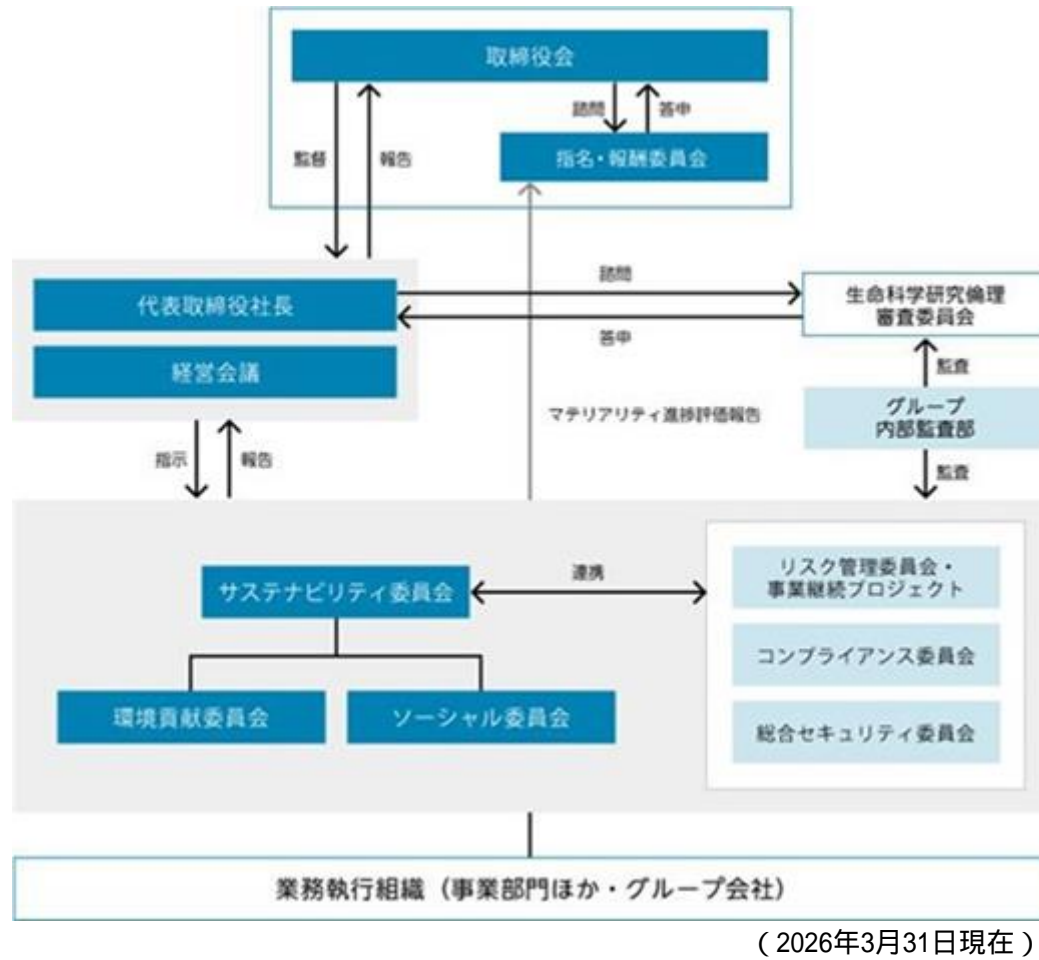 取締役会
諮問
答申
指名・報酬委員会
監督
報告
代表取締役社長
経営会議
諮問
答申
生命科学研究倫理
審査委員会
監査
グループ
内部監査部
監査
マテリアリティ進捗評価報告
指示
報告
サステナビリティ委員会
連携
リスク管理委員会・
事業継続プロジェクト
コンプライアンス委員会
総合セキュリティ委員会
環境貢献委員会
ソーシャル委員会
業務執行組織（事業部門ほか・グループ会社）
（2026年3月31日現在）